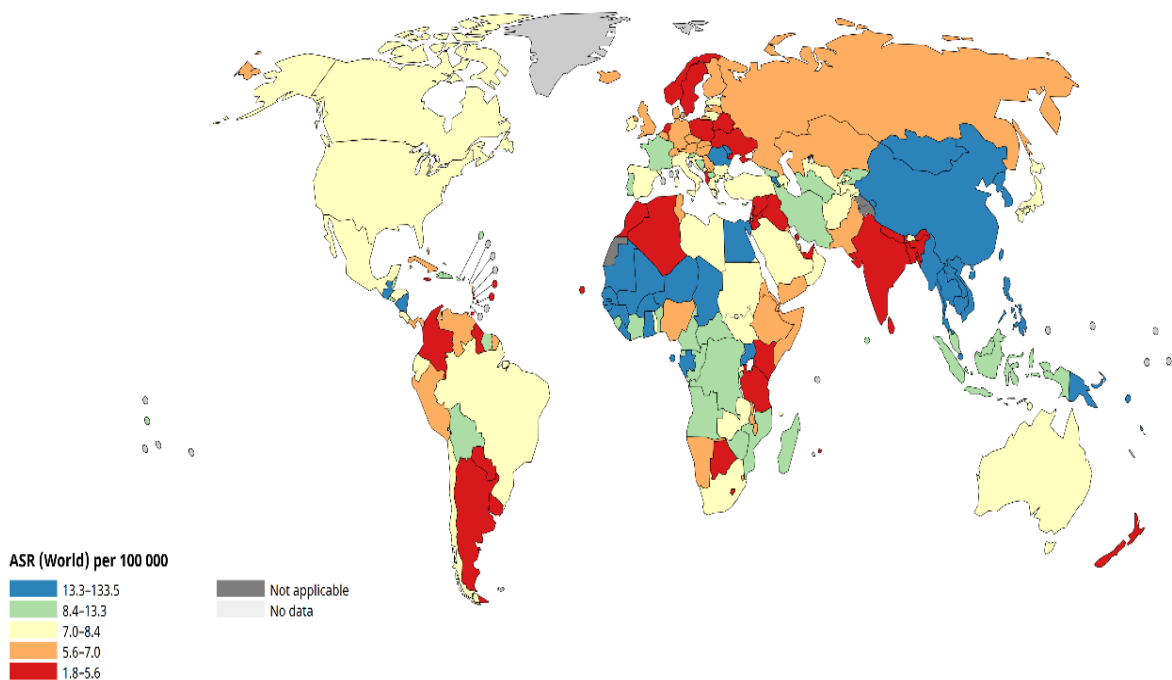 ASR (World) per 100 000
13.3–133.5
8.4–13.3
7.0–8.4
5.6–7.0
1.8–5.6
Not applicable
No data